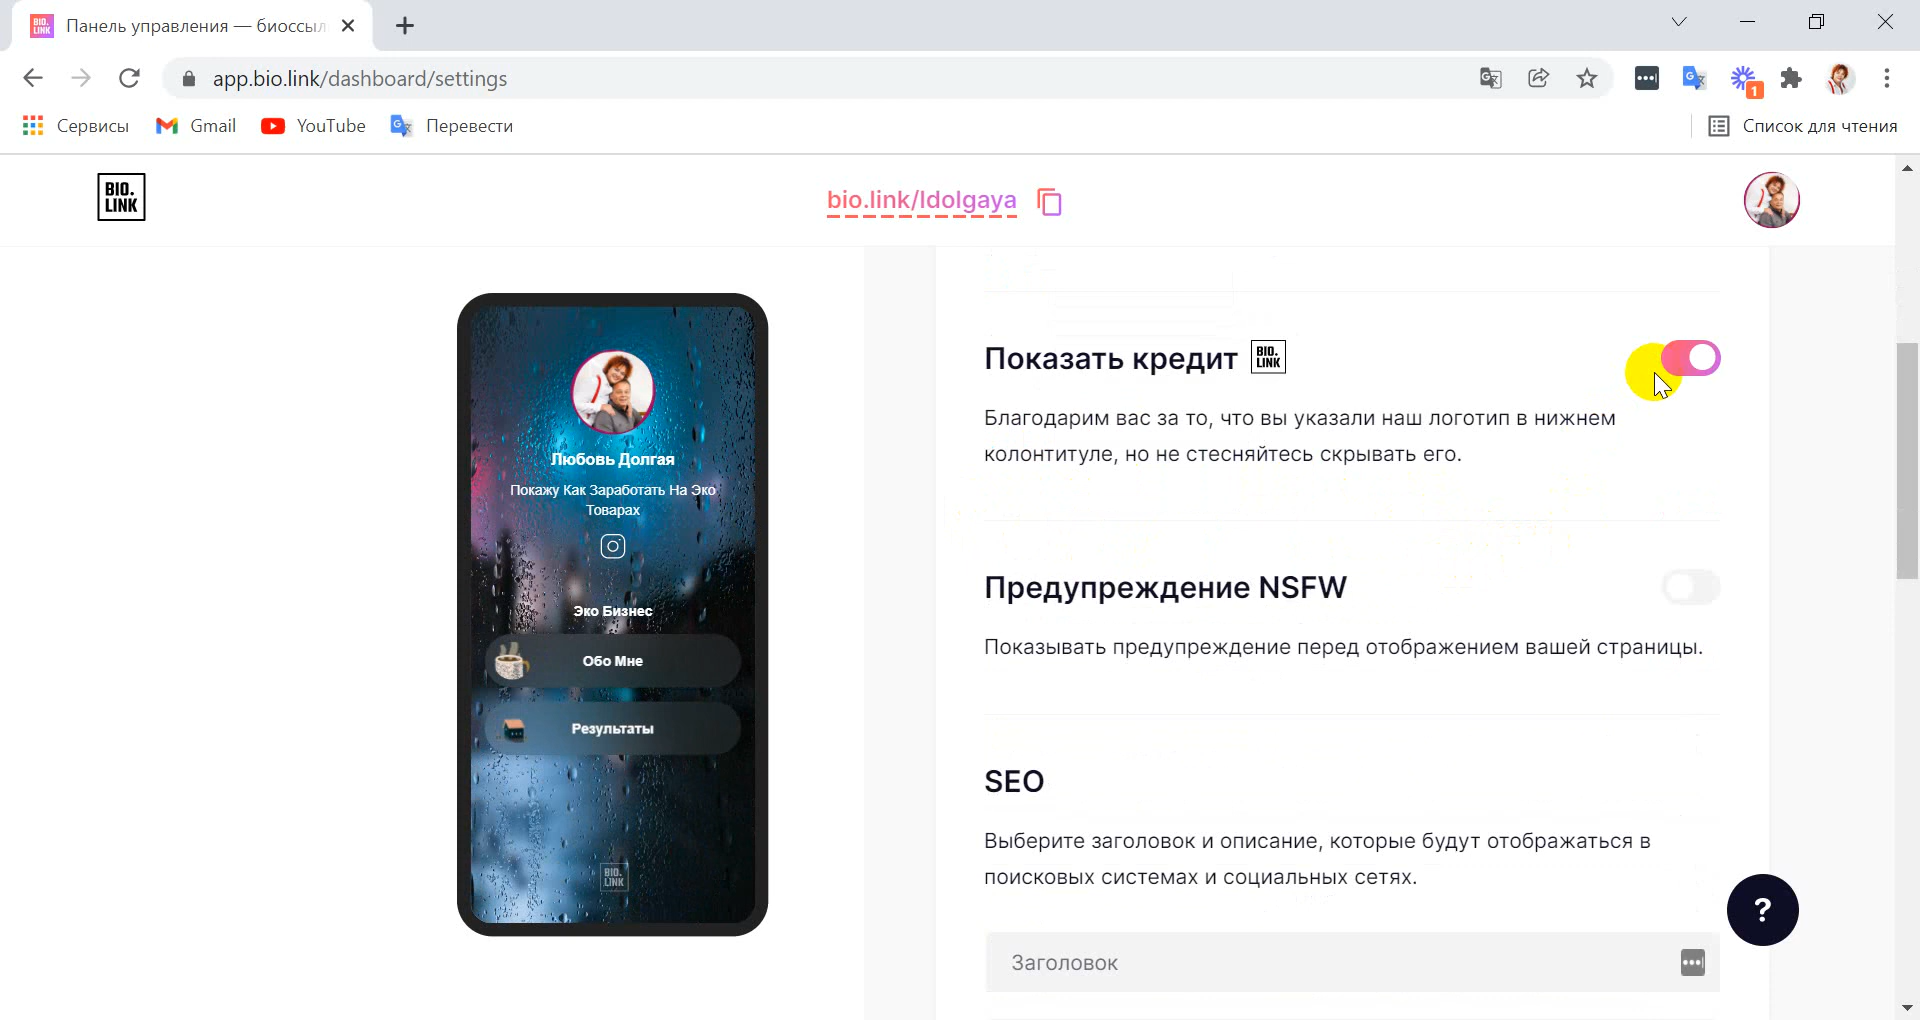 BIO. LINK
Панель управления — биоссыл
app.bio.link/dashboard/settings
1
Сервисы
Gmail
YouTube
Перевести
Список для чтения
BIO.
LINK
bio.link/ldolgaya
Любовь Долгая
Покажу Как Заработать На Эко
Товарах
Эко Бизнес
Обо Мне
Результаты
BIO.
LINK
Показать кредит
BIO.
LINK
Благодарим вас за то, что вы указали наш логотип в нижнем
колонтитуле, но не стесняйтесь скрывать его.
Предупреждение NSFW
Показывать предупреждение перед отображением вашей страницы.
SEO
Выберите заголовок и описание, которые будут отображаться в
поисковых системах и социальных сетях.
Заголовок
?